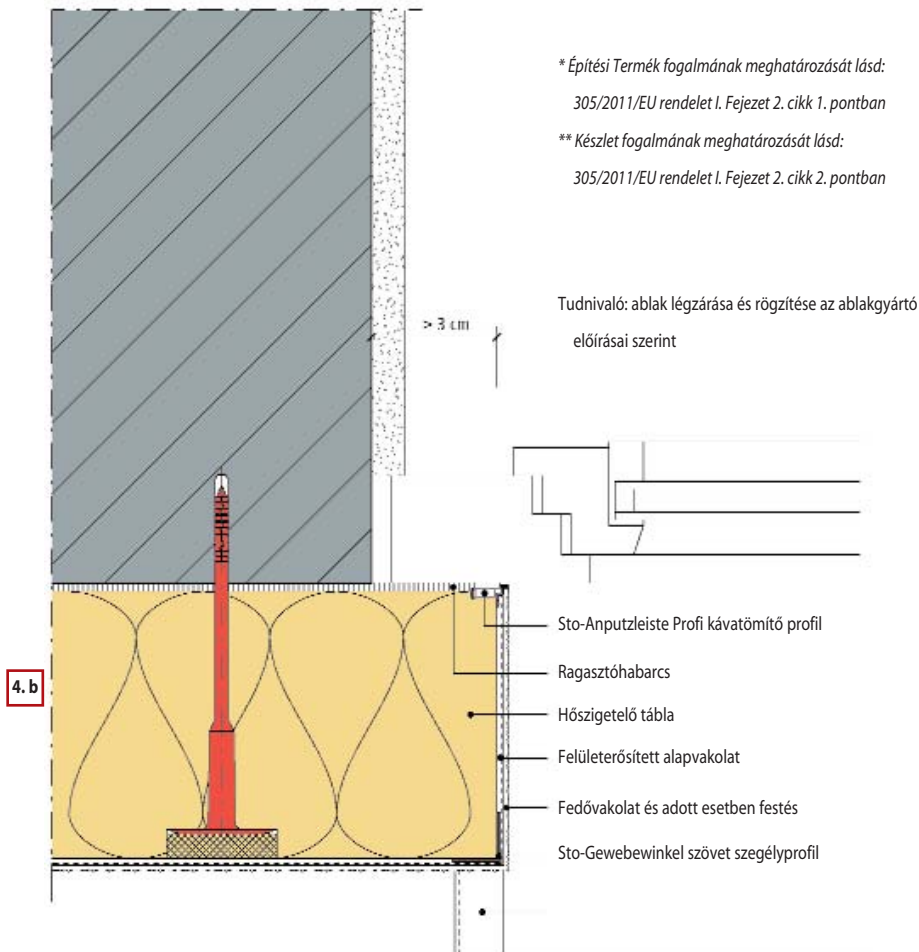 * Építési Termék fogalmának meghatározását lásd:
305/2011/EU rendelet I. Fejezet 2. cikk 1. pontban
** Készlet fogalmának meghatározását lásd:
305/2011/EU rendelet I. Fejezet 2. cikk 2. pontban
Tudnivaló: ablak légzárása és rögzítése az ablakgyártó
előírásai szerint
> 3 cm
Sto-Anputzleiste Profi kávatömítő profil
Ragasztóhabarcs
4. b
Hőszigetelő tábla
Felületerősített alapvakolat
Fedővakolat és adott esetben festés
Sto-Gewebewinkel szövet szegélyprofil